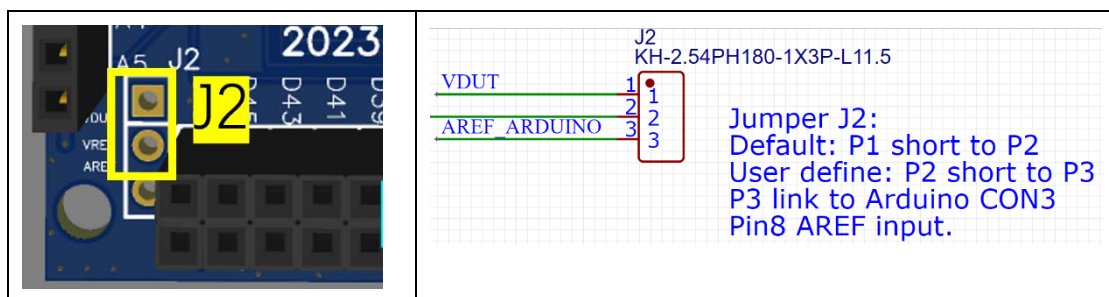 A5 J2 2023
J2
D43
D41
VRE
ARE
J2
KH-2.54PH180-1X3P-L11.5
VDUT 1 1
2 2
AREF_ARDUINO 3 3
Jumper J2:
Default: P1 short to P2
User define: P2 short to P3
P3 link to Arduino CON3
Pin8 AREF input.